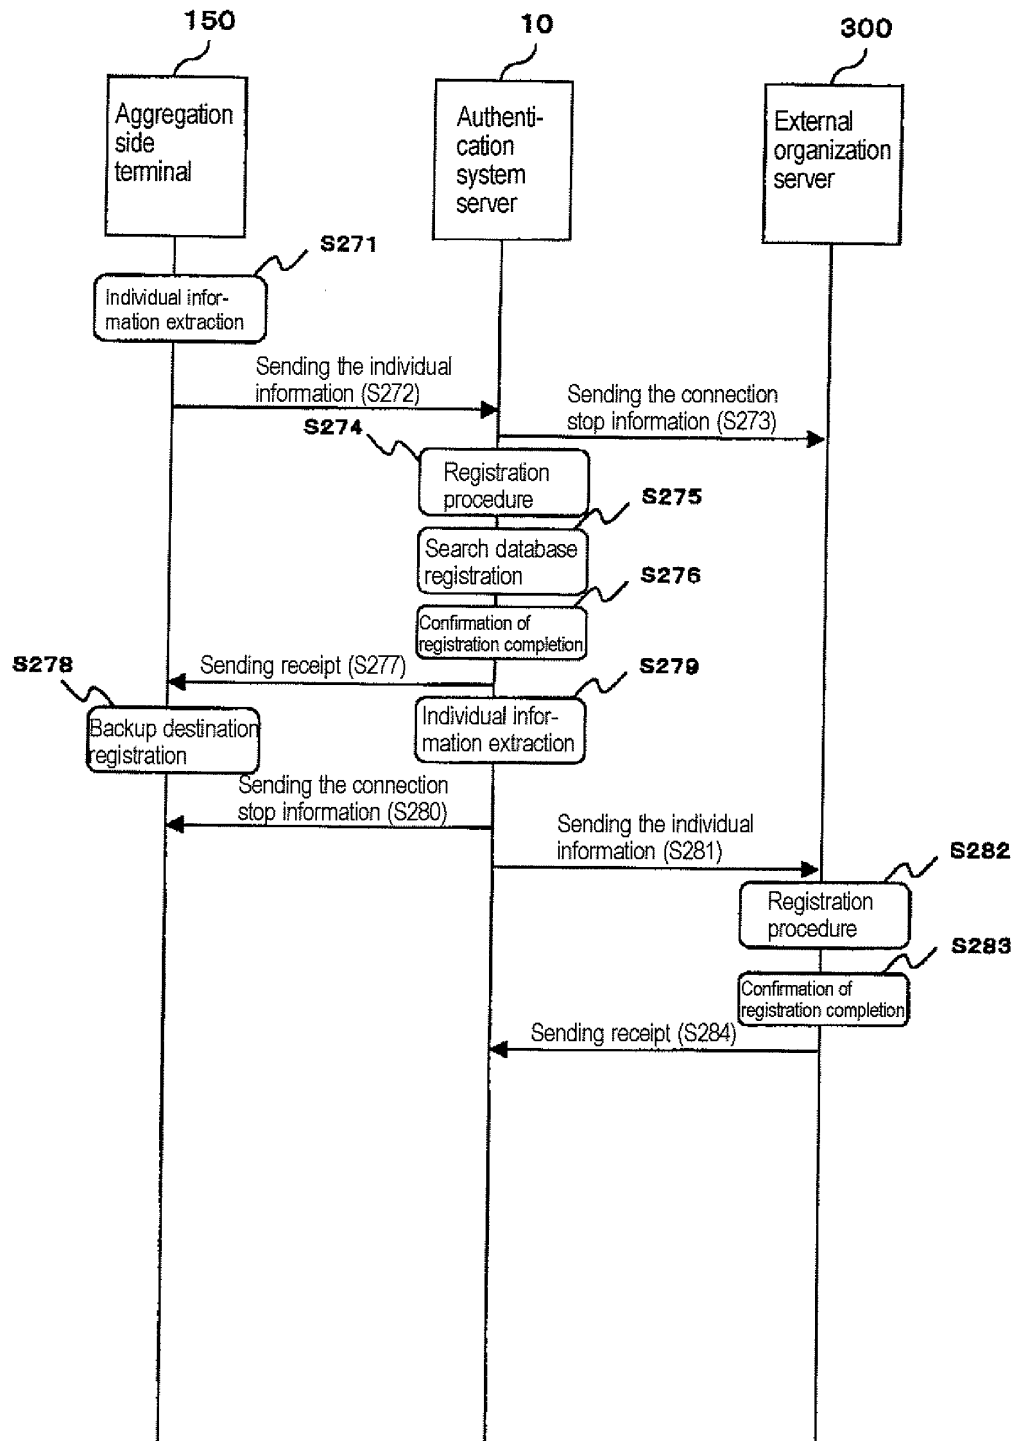 150
10
300
Aggregation
side
terminal
Authenti-
cation
system
server
External
organization
server
S271
Individual infor-
mation extraction
Sending the individual
information (S272)
Sending the connection
stop information (S273)
S274
Registration
procedure
S275
Search database
registration
S276
Confirmation of
registration completion
Sending receipt (S277)
S278
Backup destination
registration
S279
Individual infor-
mation extraction
Sending the connection
stop information (S280)
Sending the individual
information (S281)
S282
Registration
procedure
S283
Confirmation of
registration completion
Sending receipt (S284)